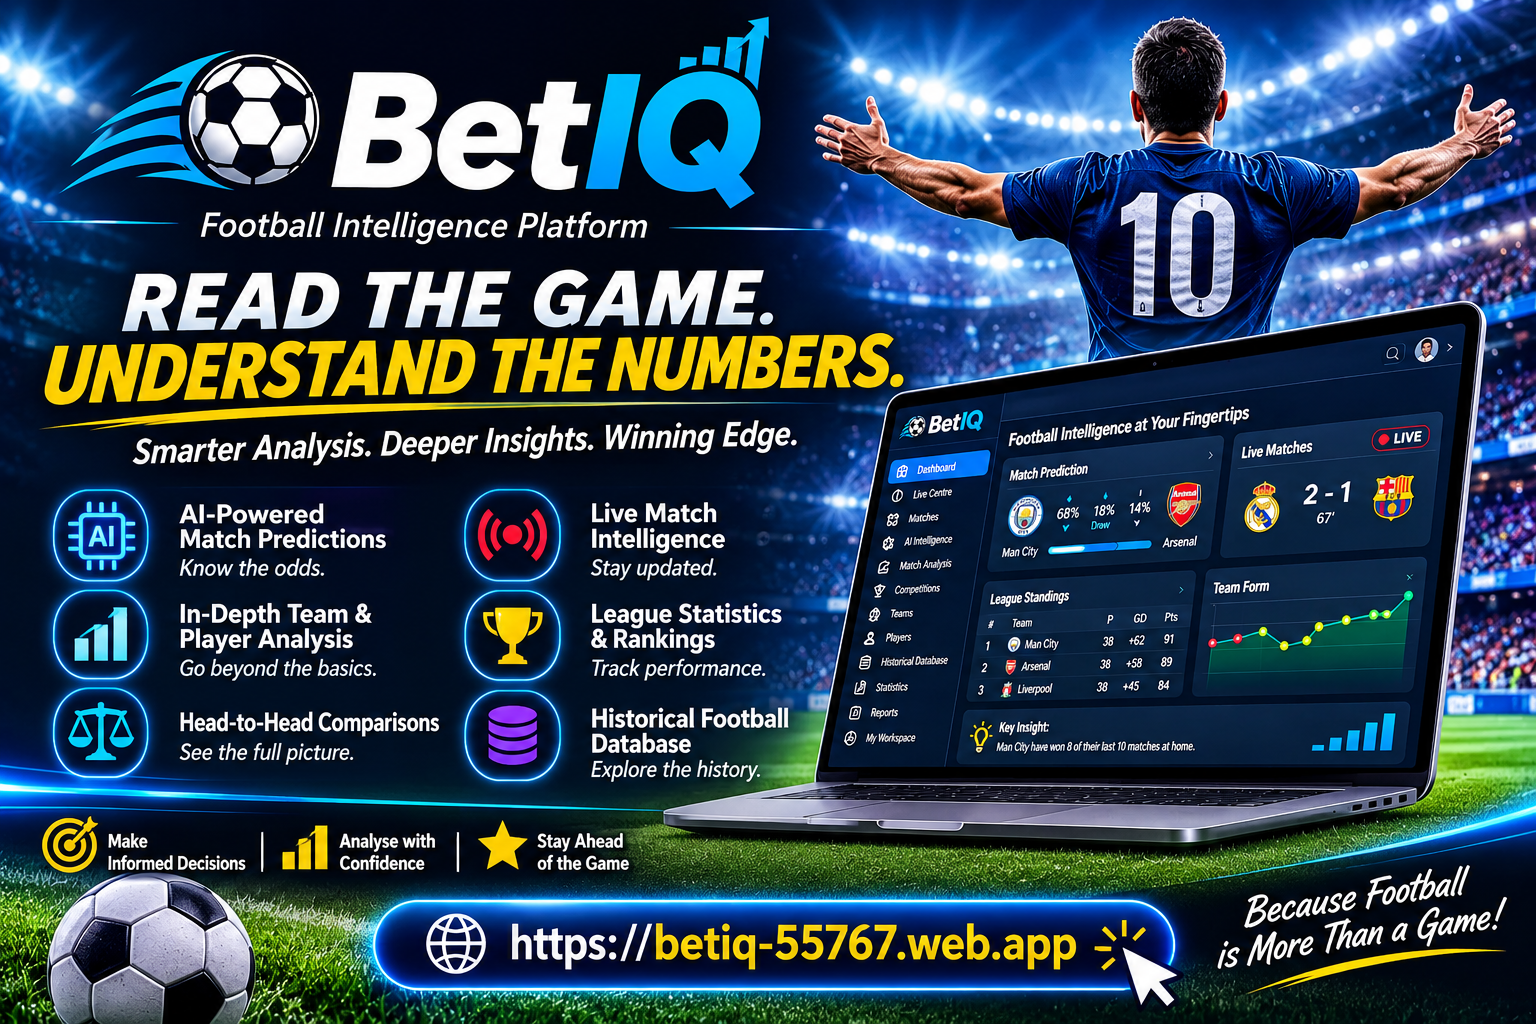 BetIQ
Football Intelligence Platform
READ THE GAME.
UNDERSTAND THE NUMBERS.
Smarter Analysis. Deeper Insights. Winning Edge.
AI
AI-Powered
Match Predictions
Know the odds.
Live Match
Intelligence
Stay updated.
In-Depth Team &
Player Analysis
Go beyond the basics.
League Statistics
& Rankings
Track performance.
Head-to-Head Comparisons
See the full picture.
Historical Football
Database
Explore the history.
Make
Informed Decisions
Analyse with
Confidence
Stay Ahead
of the Game
10
BetIQ
Dashboard
Live Centre
Matches
AI Intelligence
Match Analysis
Competitions
Teams
Players
Historical Database
Statistics
Reports
My Workspace
Football Intelligence at Your Fingertips
Match Prediction
68% 18% 14%
Draw
Man City
Arsenal
Arsenal
Live Matches
LIVE
2 - 1
67'
League Standings
# Team P GD Pts
1 Man City 38 +62 91
2 Arsenal 38 +58 89
3 Liverpool 38 +45 84
Team Form
Key Insight:
Man City have won 8 of their last 10 matches at home.
https://betiq-55767.web.app
Because Football
is More Than a Game!